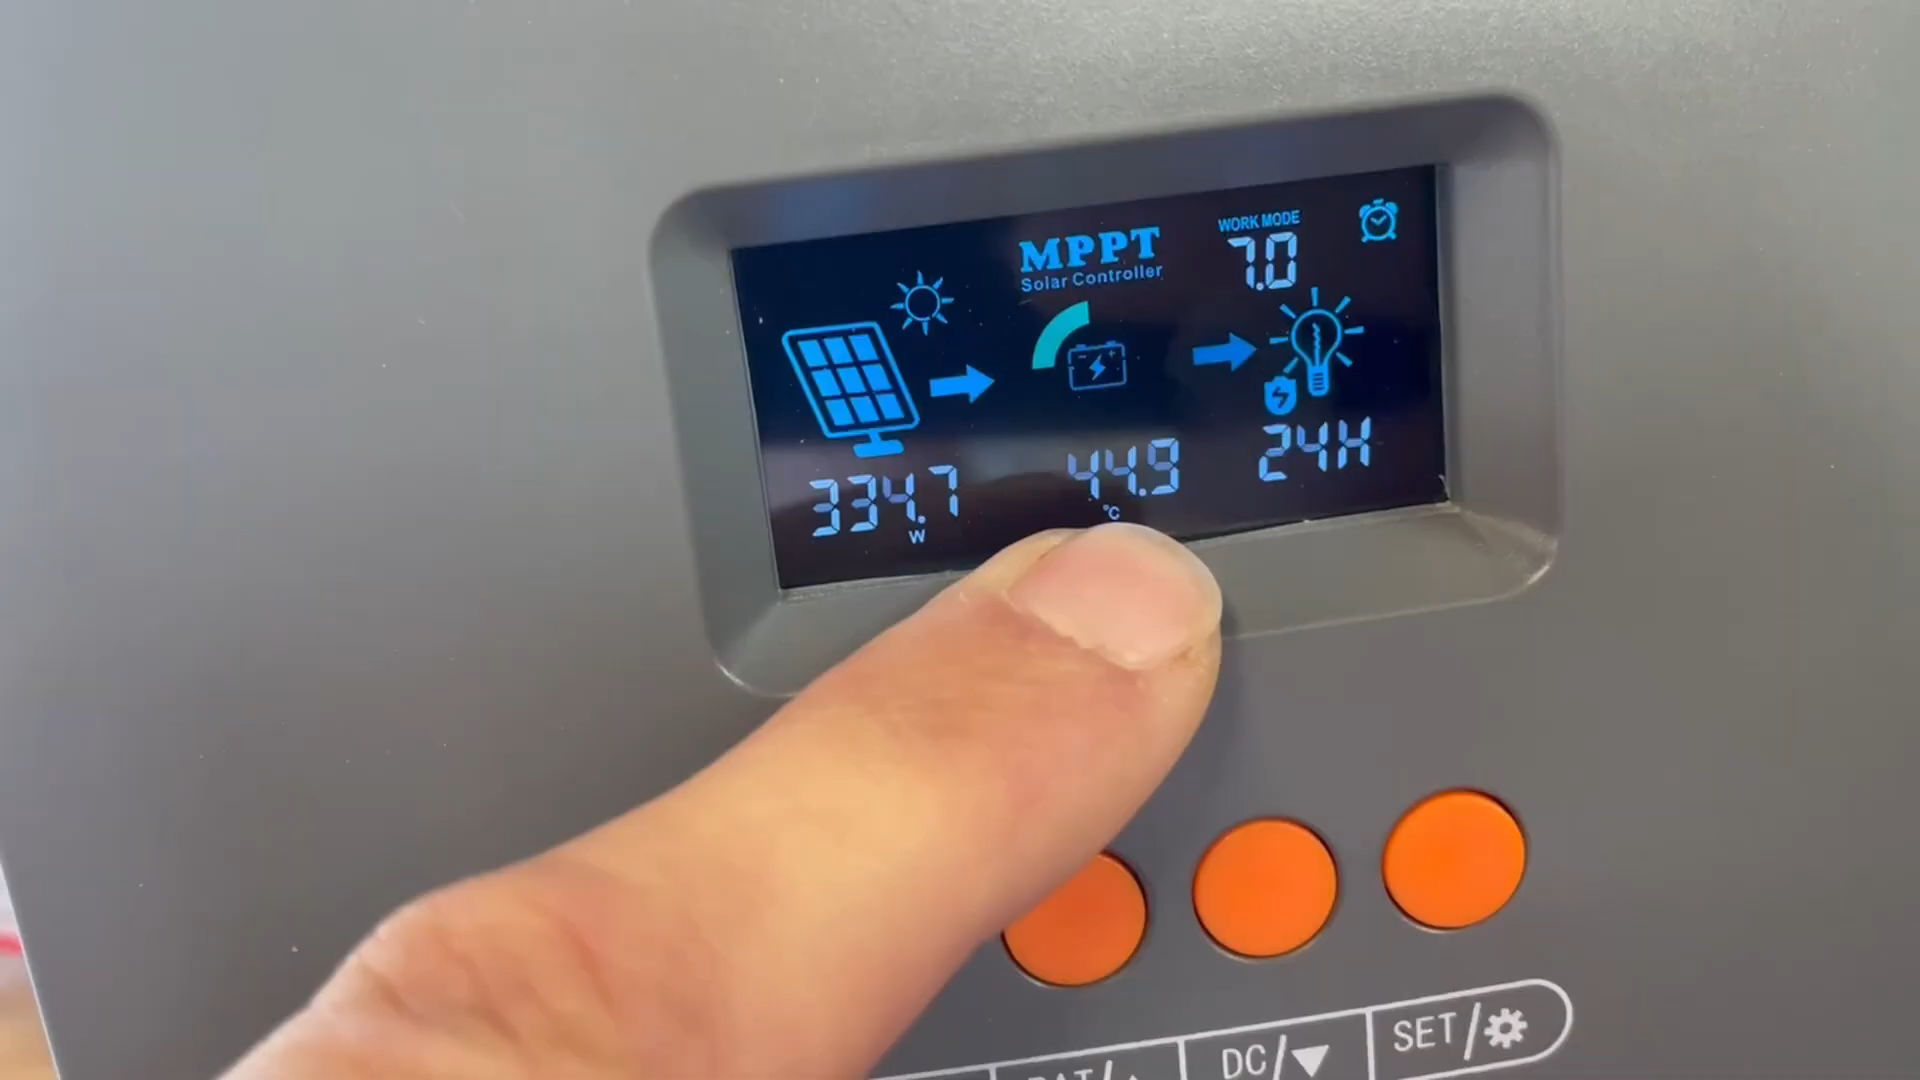 MPPT
Solar Controller
WORK MODE
7.0
334.7
W
44.9
°C
24H
DC/▼
SET/